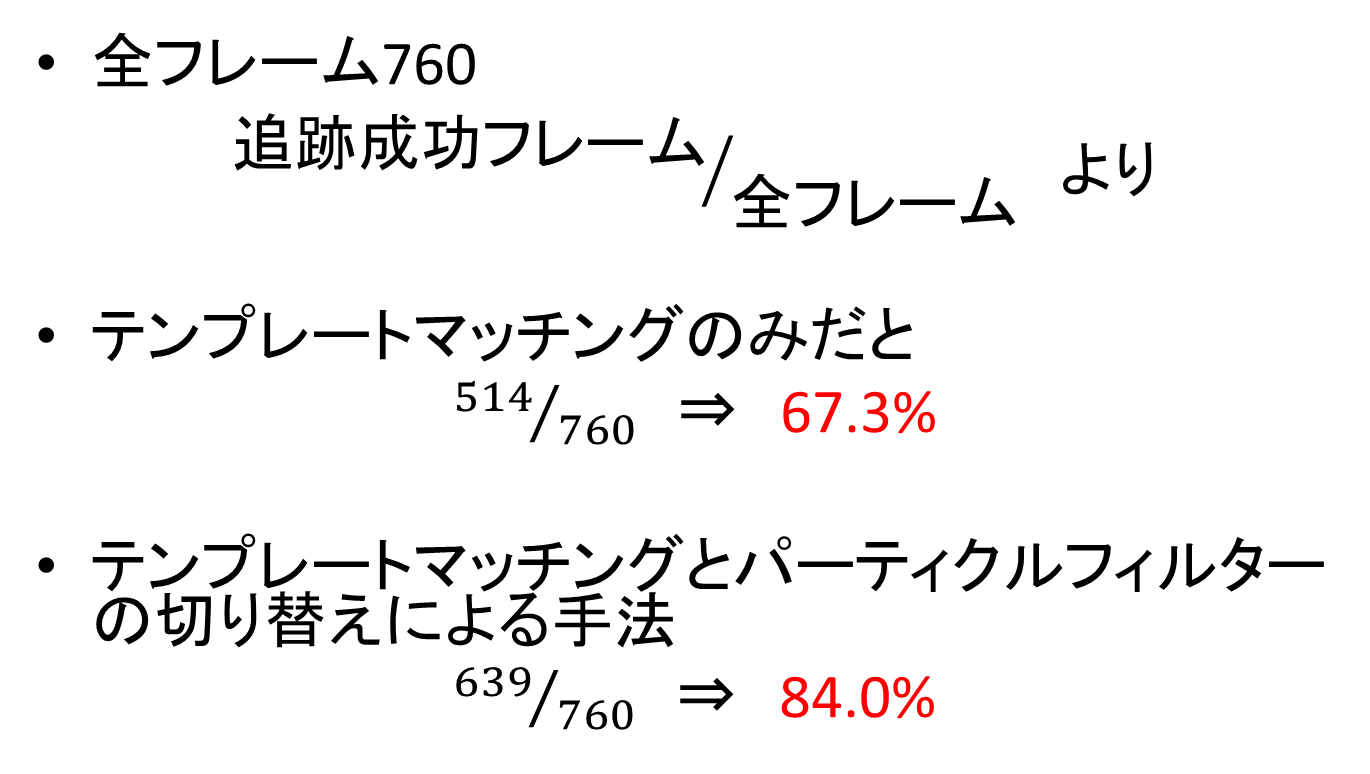 • 全フレーム760
追跡成功フレーム/全フレーム より
• テンプレートマッチングのみだと
514/760 ⇒ 67.3%
• テンプレートマッチングとパーティクルフィルター
の切り替えによる手法
639/760 ⇒ 84.0%